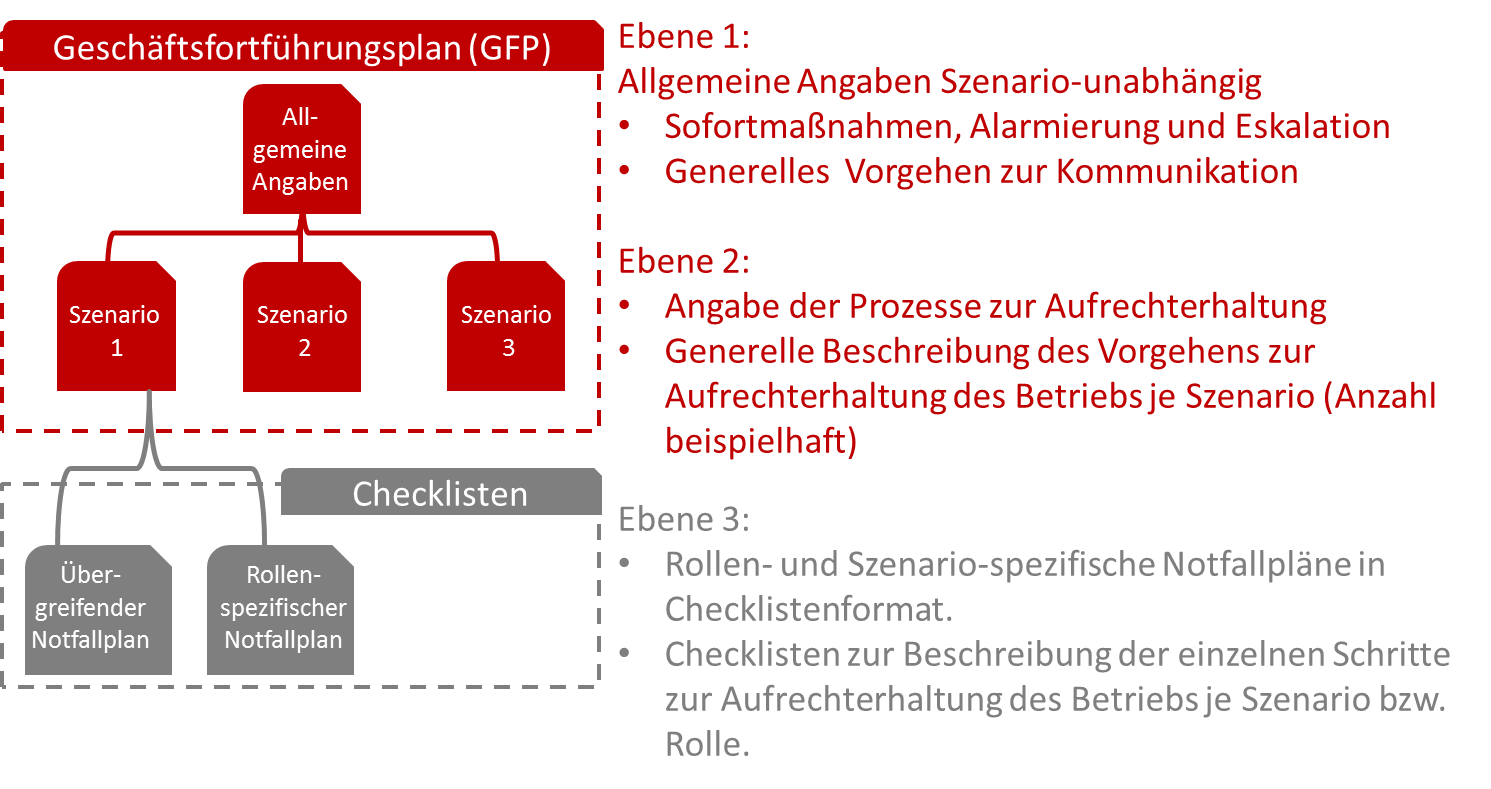 Geschäftsfortführungsplan (GFP)
All-
gemeine
Angaben
Szenario
1
Szenario
2
Szenario
3
Checklisten
Über-
greifender
Notfallplan
Rollen-
spezifischer
Notfallplan
Ebene 1:
Allgemeine Angaben Szenario-unabhängig
• Sofortmaßnahmen, Alarmierung und Eskalation
• Generelles  Vorgehen zur Kommunikation
Ebene 2:
• Angabe der Prozesse zur Aufrechterhaltung
• Generelle Beschreibung des Vorgehens zur
Aufrechterhaltung des Betriebs je Szenario (Anzahl
beispielhaft)
Ebene 3:
• Rollen- und Szenario-spezifische Notfallpläne in
Checklistenformat.
• Checklisten zur Beschreibung der einzelnen Schritte
zur Aufrechterhaltung des Betriebs je Szenario bzw.
Rolle.